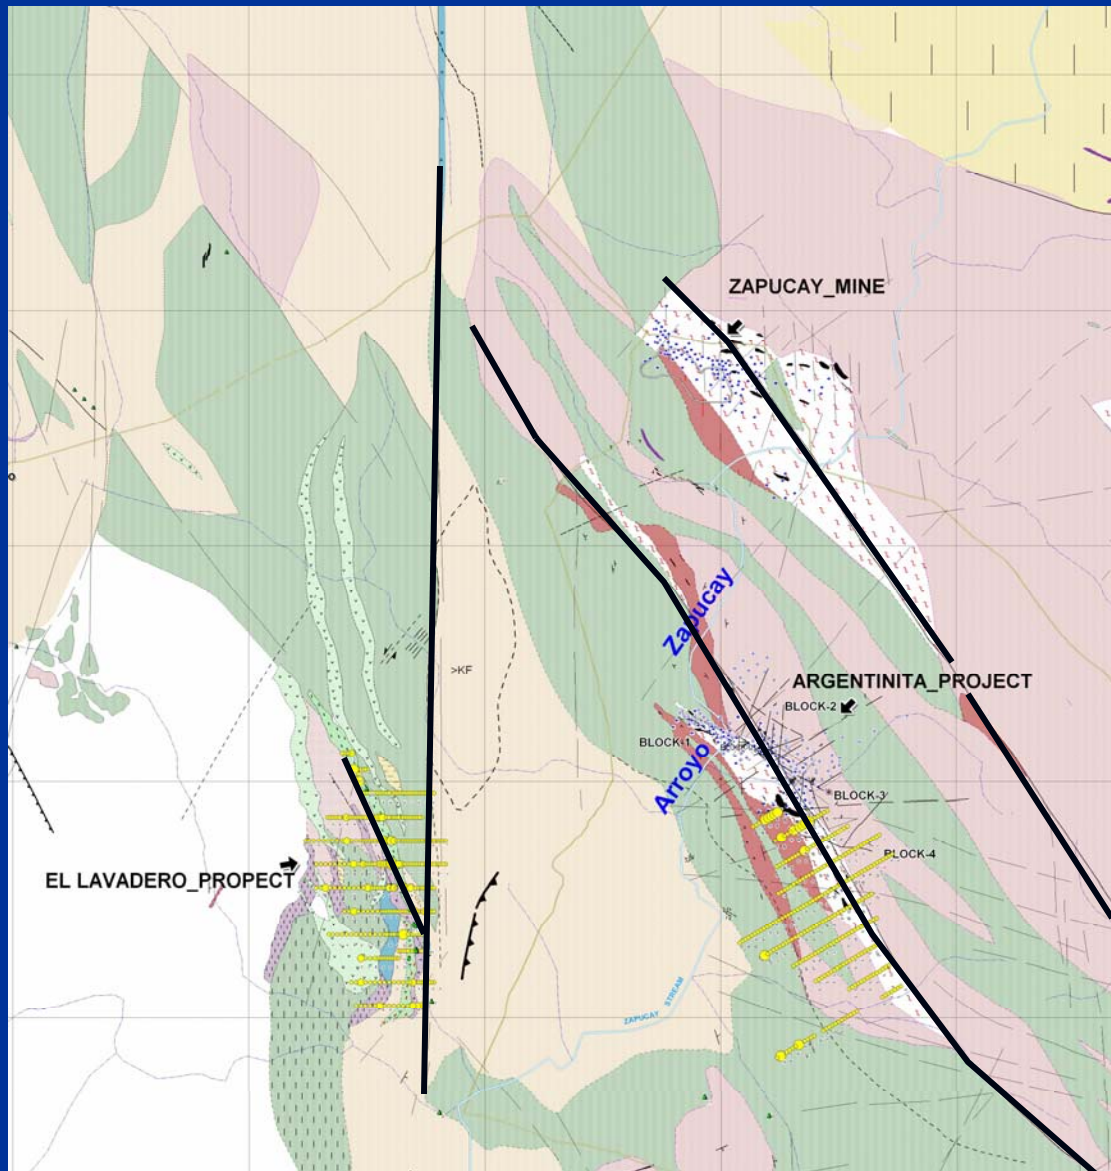 ZAPUCAY_MINE
>KF
Zapucay
ARGENTINITA_PROJECT
BLOCK-2
BLOCK-1
Arroyo
BLOCK-3
BLOCK-4
EL LAVADERO_PROPECT
ZAPUCAY STREAM